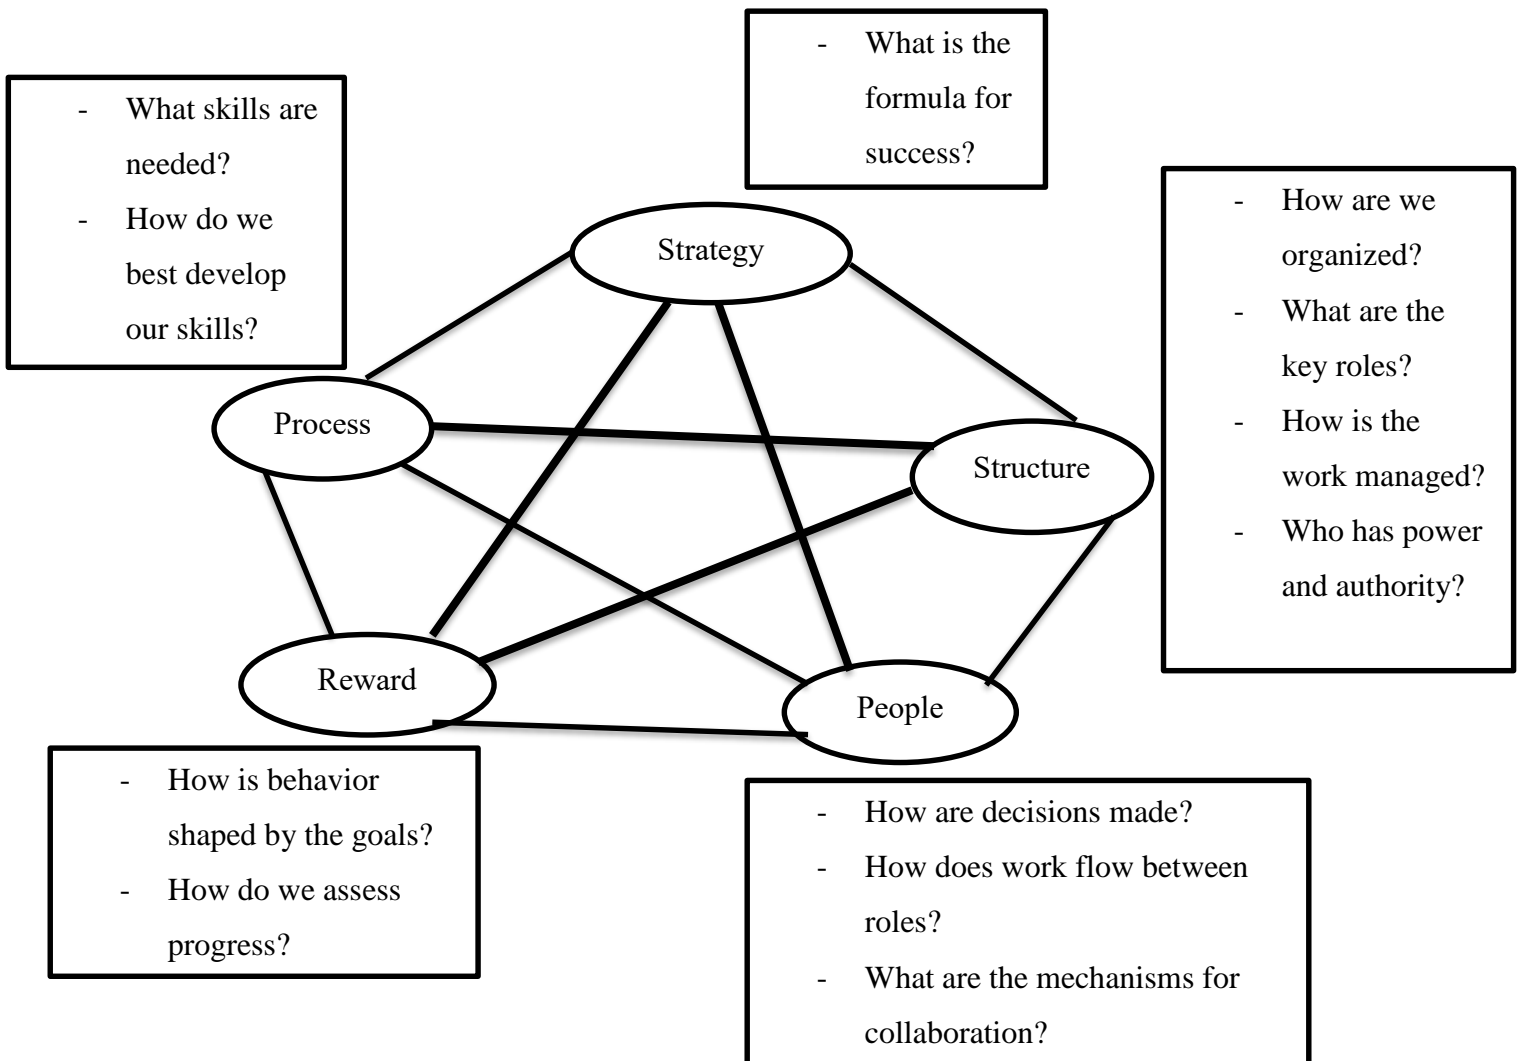 - What is the
formula for
success?
- What skills are
needed?
- How do we
best develop
our skills?
- How are we
organized?
- What are the
key roles?
- How is the
work managed?
- Who has power
and authority?
Strategy
Process
Structure
Reward
People
- How is behavior
shaped by the goals?
- How do we assess
progress?
- How are decisions made?
- How does work flow between
roles?
- What are the mechanisms for
collaboration?